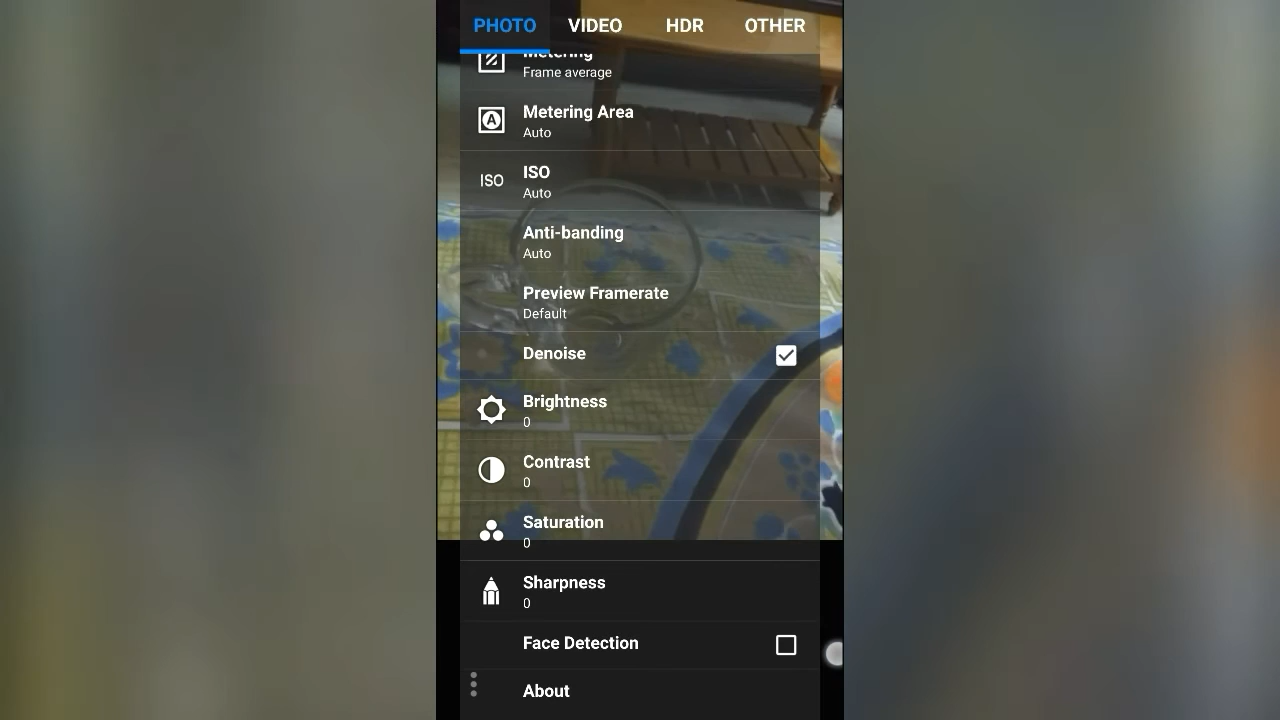 PHOTO VIDEO HDR OTHER
Metering
Frame average
Metering Area
Auto
ISO
ISO
Auto
Anti-banding
Auto
Preview Framerate
Default
Denoise
Brightness
0
Contrast
0
Saturation
0
Sharpness
0
Face Detection
About